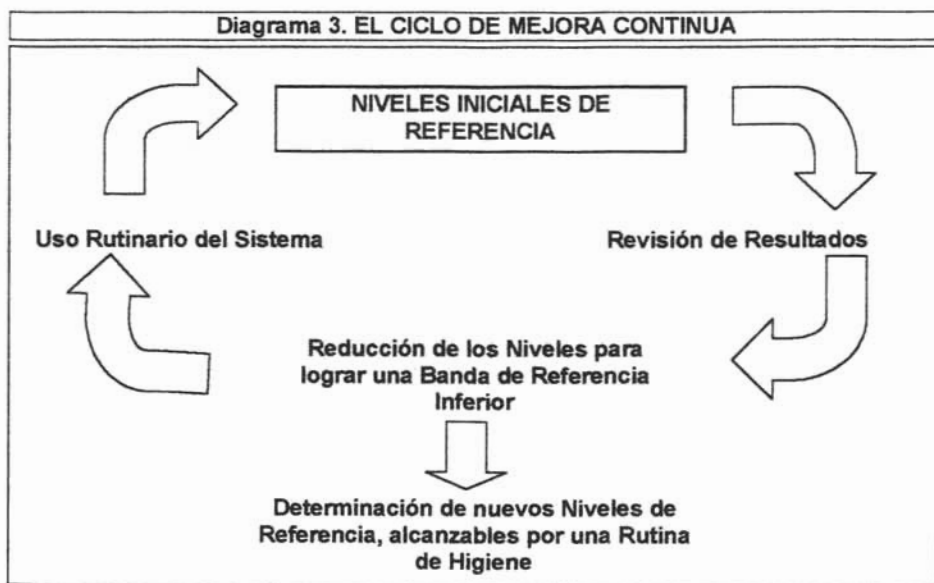 Diagrama 3. EL CICLO DE MEJORA CONTINUA
NIVELES INICIALES DE
REFERENCIA
Uso Rutinario del Sistema
Revisión de Resultados
Reducción de los Niveles para
lograr una Banda de Referencia
Inferior
Determinación de nuevos Niveles de
Referencia, alcanzables por una Rutina
de Higiene